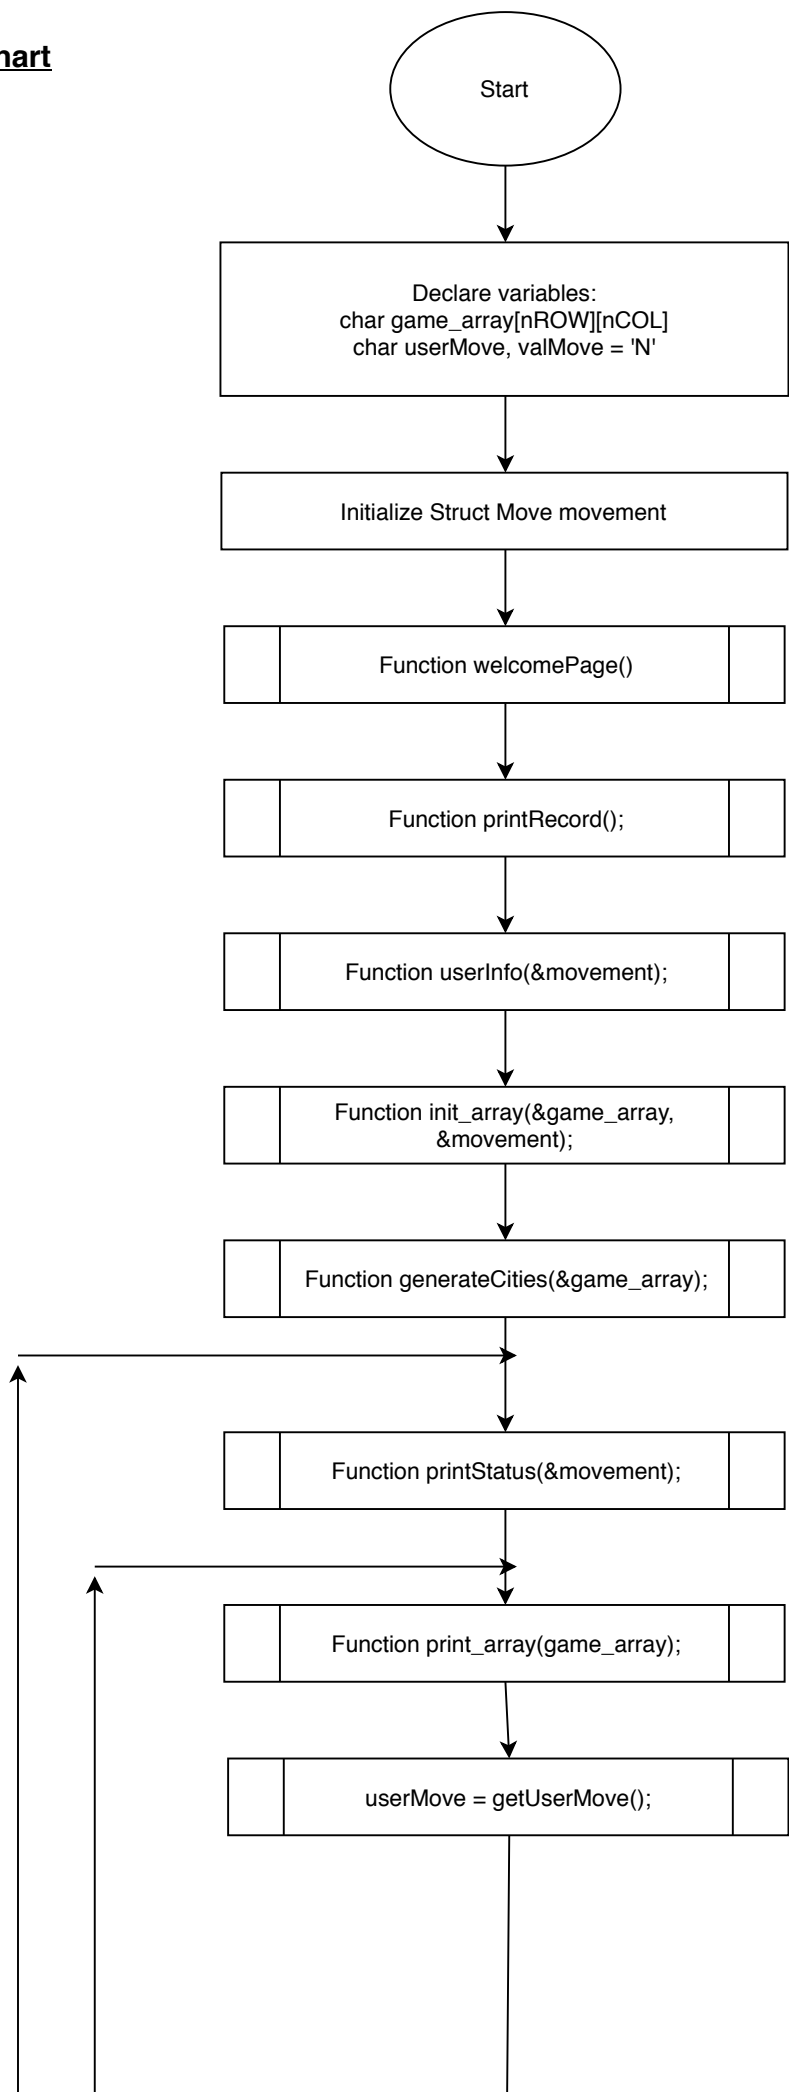 Start
Declare variables:
char game_array[nROW][nCOL]
char userMove, valMove = 'N'
Initialize Struct Move movement
Function welcomePage()
Function printRecord();
Function userInfo(&movement);
Function init_array(&game_array,
&movement);
Function generateCities(&game_array);
Function printStatus(&movement);
Function print_array(game_array);
userMove = getUserMove();